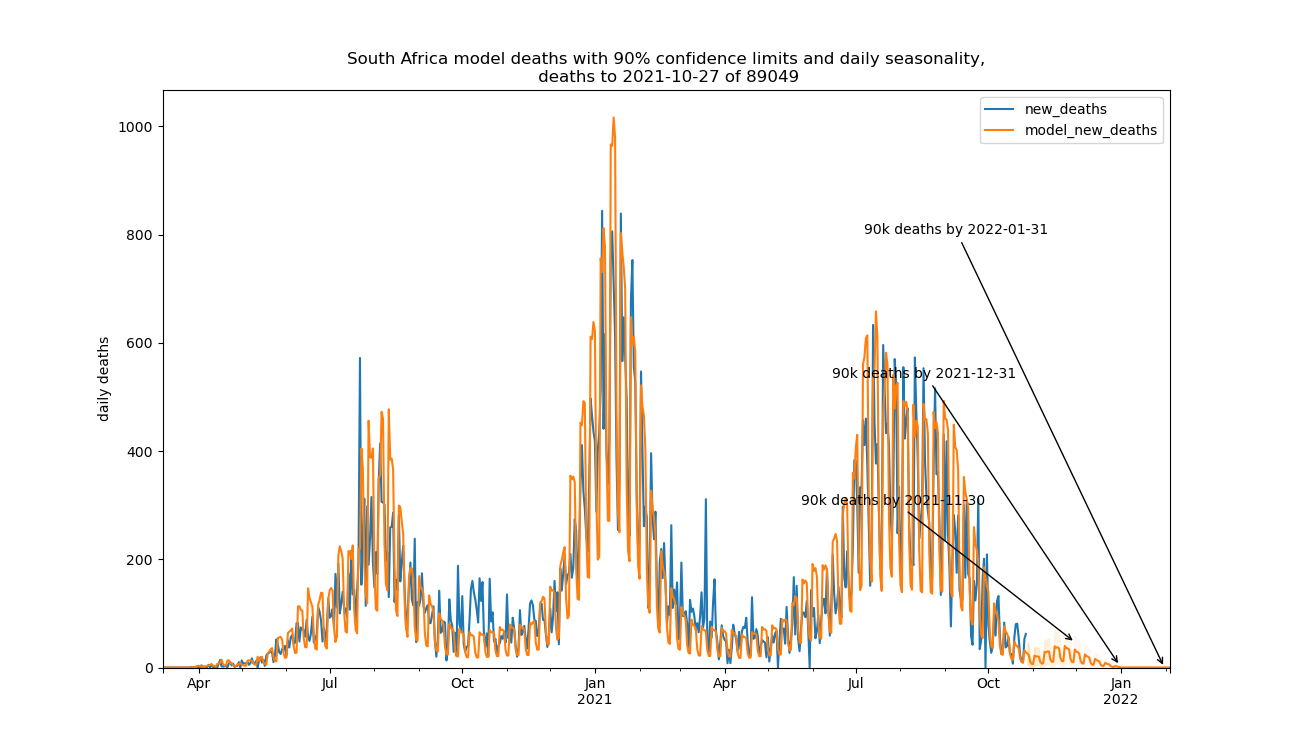 South Africa model deaths with 90% confidence limits and daily seasonality,
deaths to 2021-10-27 of 89049
new_deaths
model_new_deaths
daily deaths
1000
800
600
400
200
0
90k deaths by 2022-01-31
90k deaths by 2021-12-31
90k deaths by 2021-11-30
Apr Jul Oct Jan Apr Jul Oct Jan
2021 2022